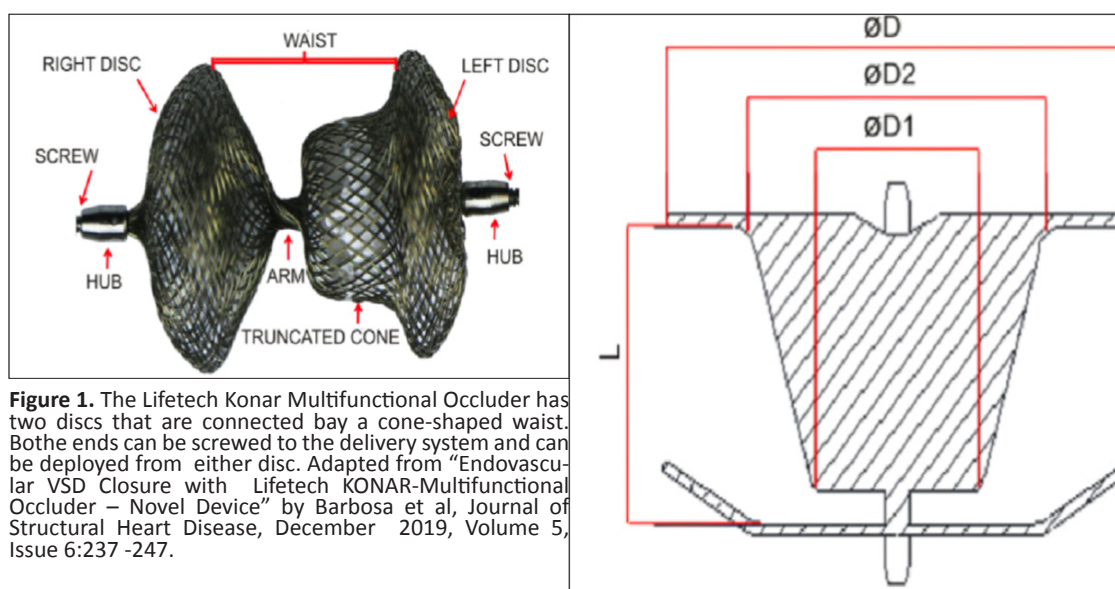 WAIST
RIGHT DISC
LEFT DISC
SCREW
SCREW
HUB
HUB
ARM
TRUNCATED CONE
Figure 1. The Lifetech Konar Multifunctional Occluder has
two discs that are connected bay a cone-shaped waist.
Bothe ends can be screwed to the delivery system and can
be deployed from either disc. Adapted from “Endovascu-
lar VSD Closure with Lifetech KONAR-Multifunctional
Occluder – Novel Device” by Barbosa et al, Journal of
Structural Heart Disease, December 2019, Volume 5,
Issue 6:237 -247.
ØD
ØD2
ØD1
L